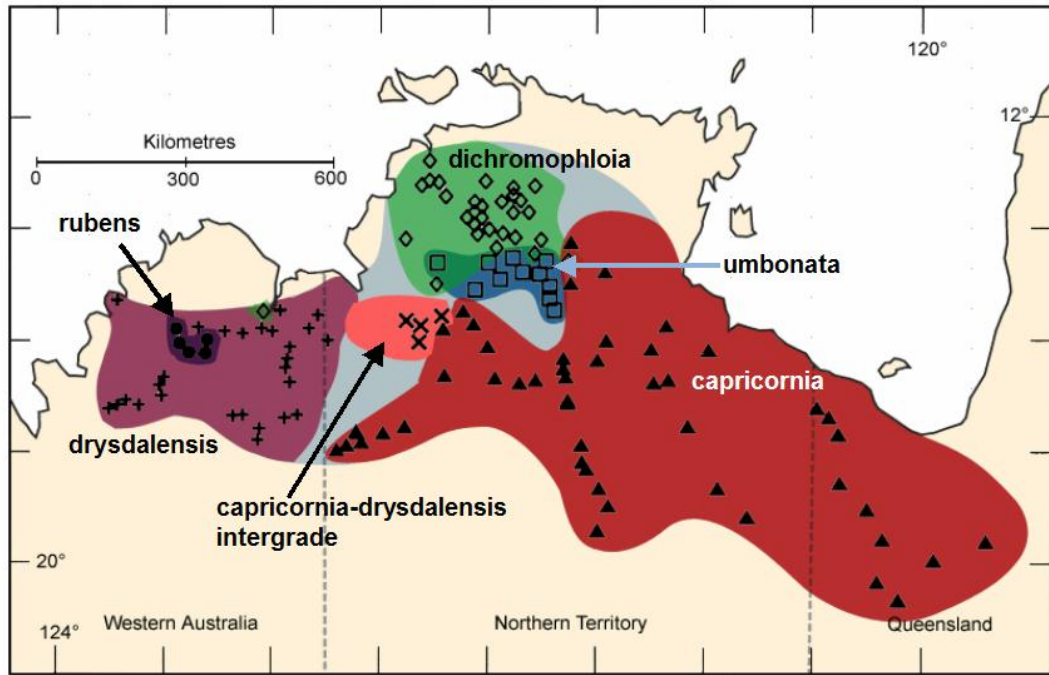 120°
12°
Kilometres
0 300 600
dichromophloia
rubens
umbonata
capricornia
drysdalensis
capricornia-drysdalensis
intergrade
20°
124°
Western Australia
Northern Territory
Queensland